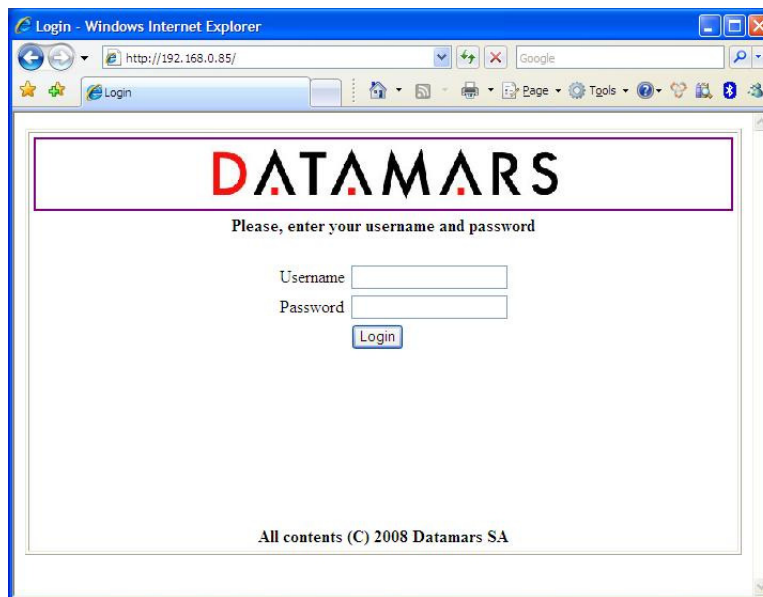 Login - Windows Internet Explorer
http://192.168.0.85/
Google
Login
Page
Tools
DATAMARS
Please, enter your username and password
Username
Password
Login
All contents (C) 2008 Datamars SA